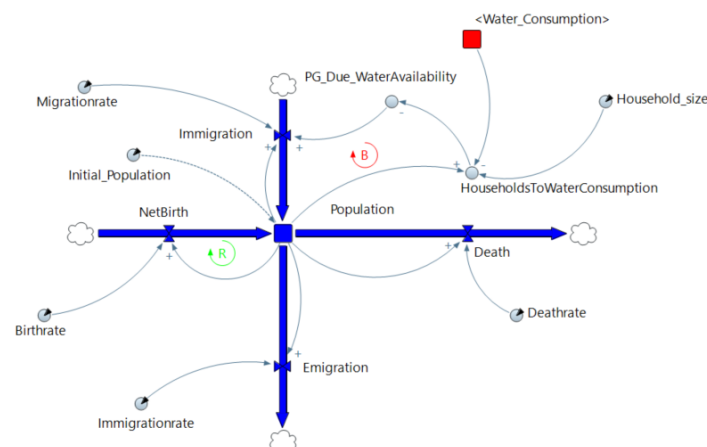 <Water_Consumption>
PG_Due_WaterAvailability
Migrationrate
Household_size
Immigration
+
+
-
B
+
-
Initial_Population
HouseholdsToWaterConsumption
NetBirth
Population
R
+
+
Death
Birthrate
Deathrate
+
Emigration
Immigrationrate